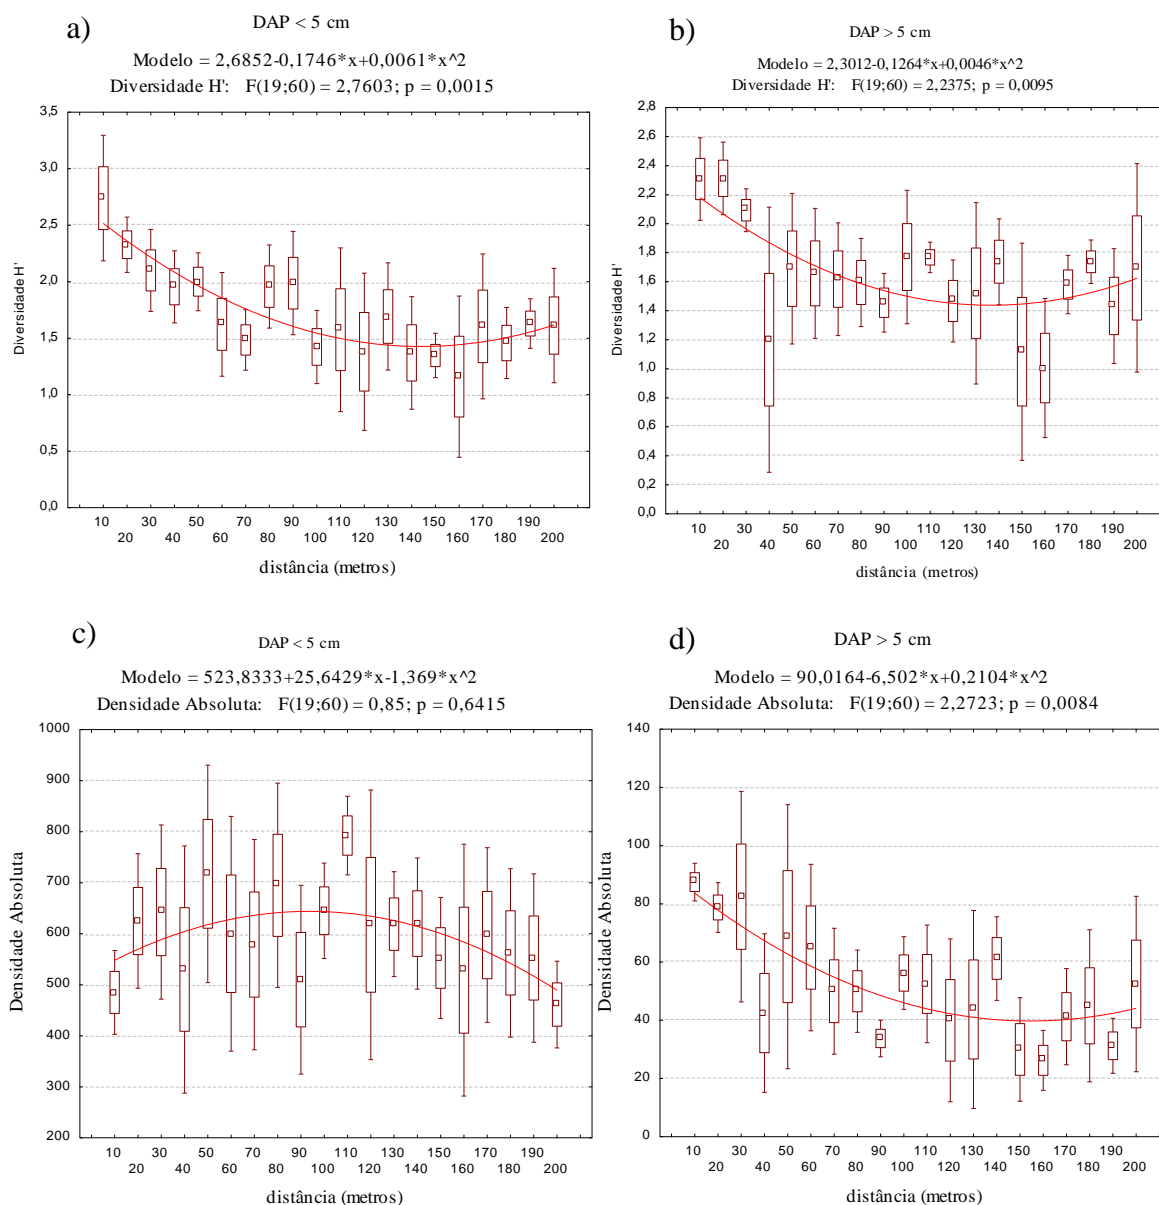 a)
DAP < 5 cm
Modelo = 2,6852-0,1746*x+0,0061*x^2
Diversidade H': F(19;60) = 2,7603; p = 0,0015
3,5
3,0
2,5
2,0
1,5
1,0
0,5
0,0
Diversidade H'
10 30 50 70 90 110 130 150 170 190
20 40 60 80 100 120 140 160 180 200
distância (metros)
b)
DAP > 5 cm
Modelo = 2,3012-0,1264*x+0,0046*x^2
Diversidade H': F(19;60) = 2,2375; p = 0,0095
2,8
2,6
2,4
2,2
2,0
1,8
1,6
1,4
1,2
1,0
0,8
0,6
0,4
0,2
0,0
Diversidade H'
10 30 50 70 90 110 130 150 170 190
20 40 60 80 100 120 140 160 180 200
distância (metros)
c)
DAP < 5 cm
Modelo = 523,8333+25,6429*x-1,369*x^2
Densidade Absoluta: F(19;60) = 0,85; p = 0,6415
1000
900
800
700
600
500
400
300
200
Densidade Absoluta
10 30 50 70 90 110 130 150 170 190
20 40 60 80 100 120 140 160 180 200
distância (metros)
d)
DAP > 5 cm
Modelo = 90,0164-6,502*x+0,2104*x^2
Densidade Absoluta: F(19;60) = 2,2723; p = 0,0084
140
120
100
80
60
40
20
0
Densidade Absoluta
10 30 50 70 90 110 130 150 170 190
20 40 60 80 100 120 140 160 180 200
distância (metros)